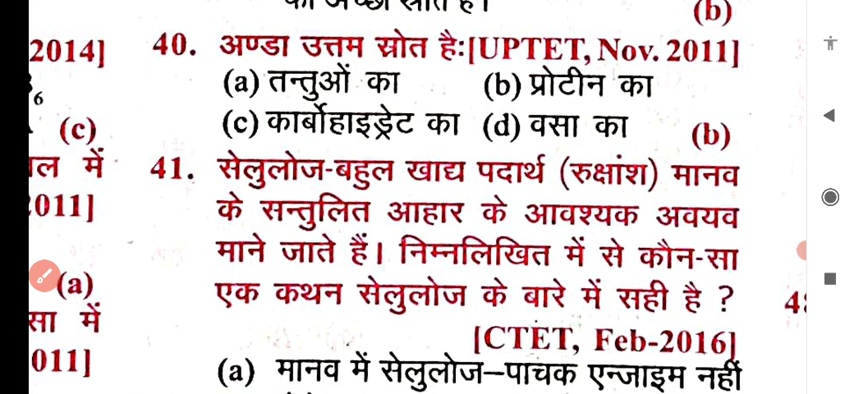 (b)
2014]
6
(c)
में
011]
(a)
सा में
011]
40. अण्डा उत्तम स्रोत है:[UPTET, Nov. 2011]
(a) तन्तुओं का (b) प्रोटीन का
(c) कार्बोहाइड्रेट का (d) वसा का (b)
41. सेलुलोज-बहुल खाद्य पदार्थ (रुक्षांश) मानव
के सन्तुलित आहार के आवश्यक अवयव
माने जाते हैं। निम्नलिखित में से कौन-सा
एक कथन सेलुलोज के बारे में सही है ?
[CTET, Feb-2016]
(a) मानव में सेलुलोज–पाचक एन्जाइम नहीं